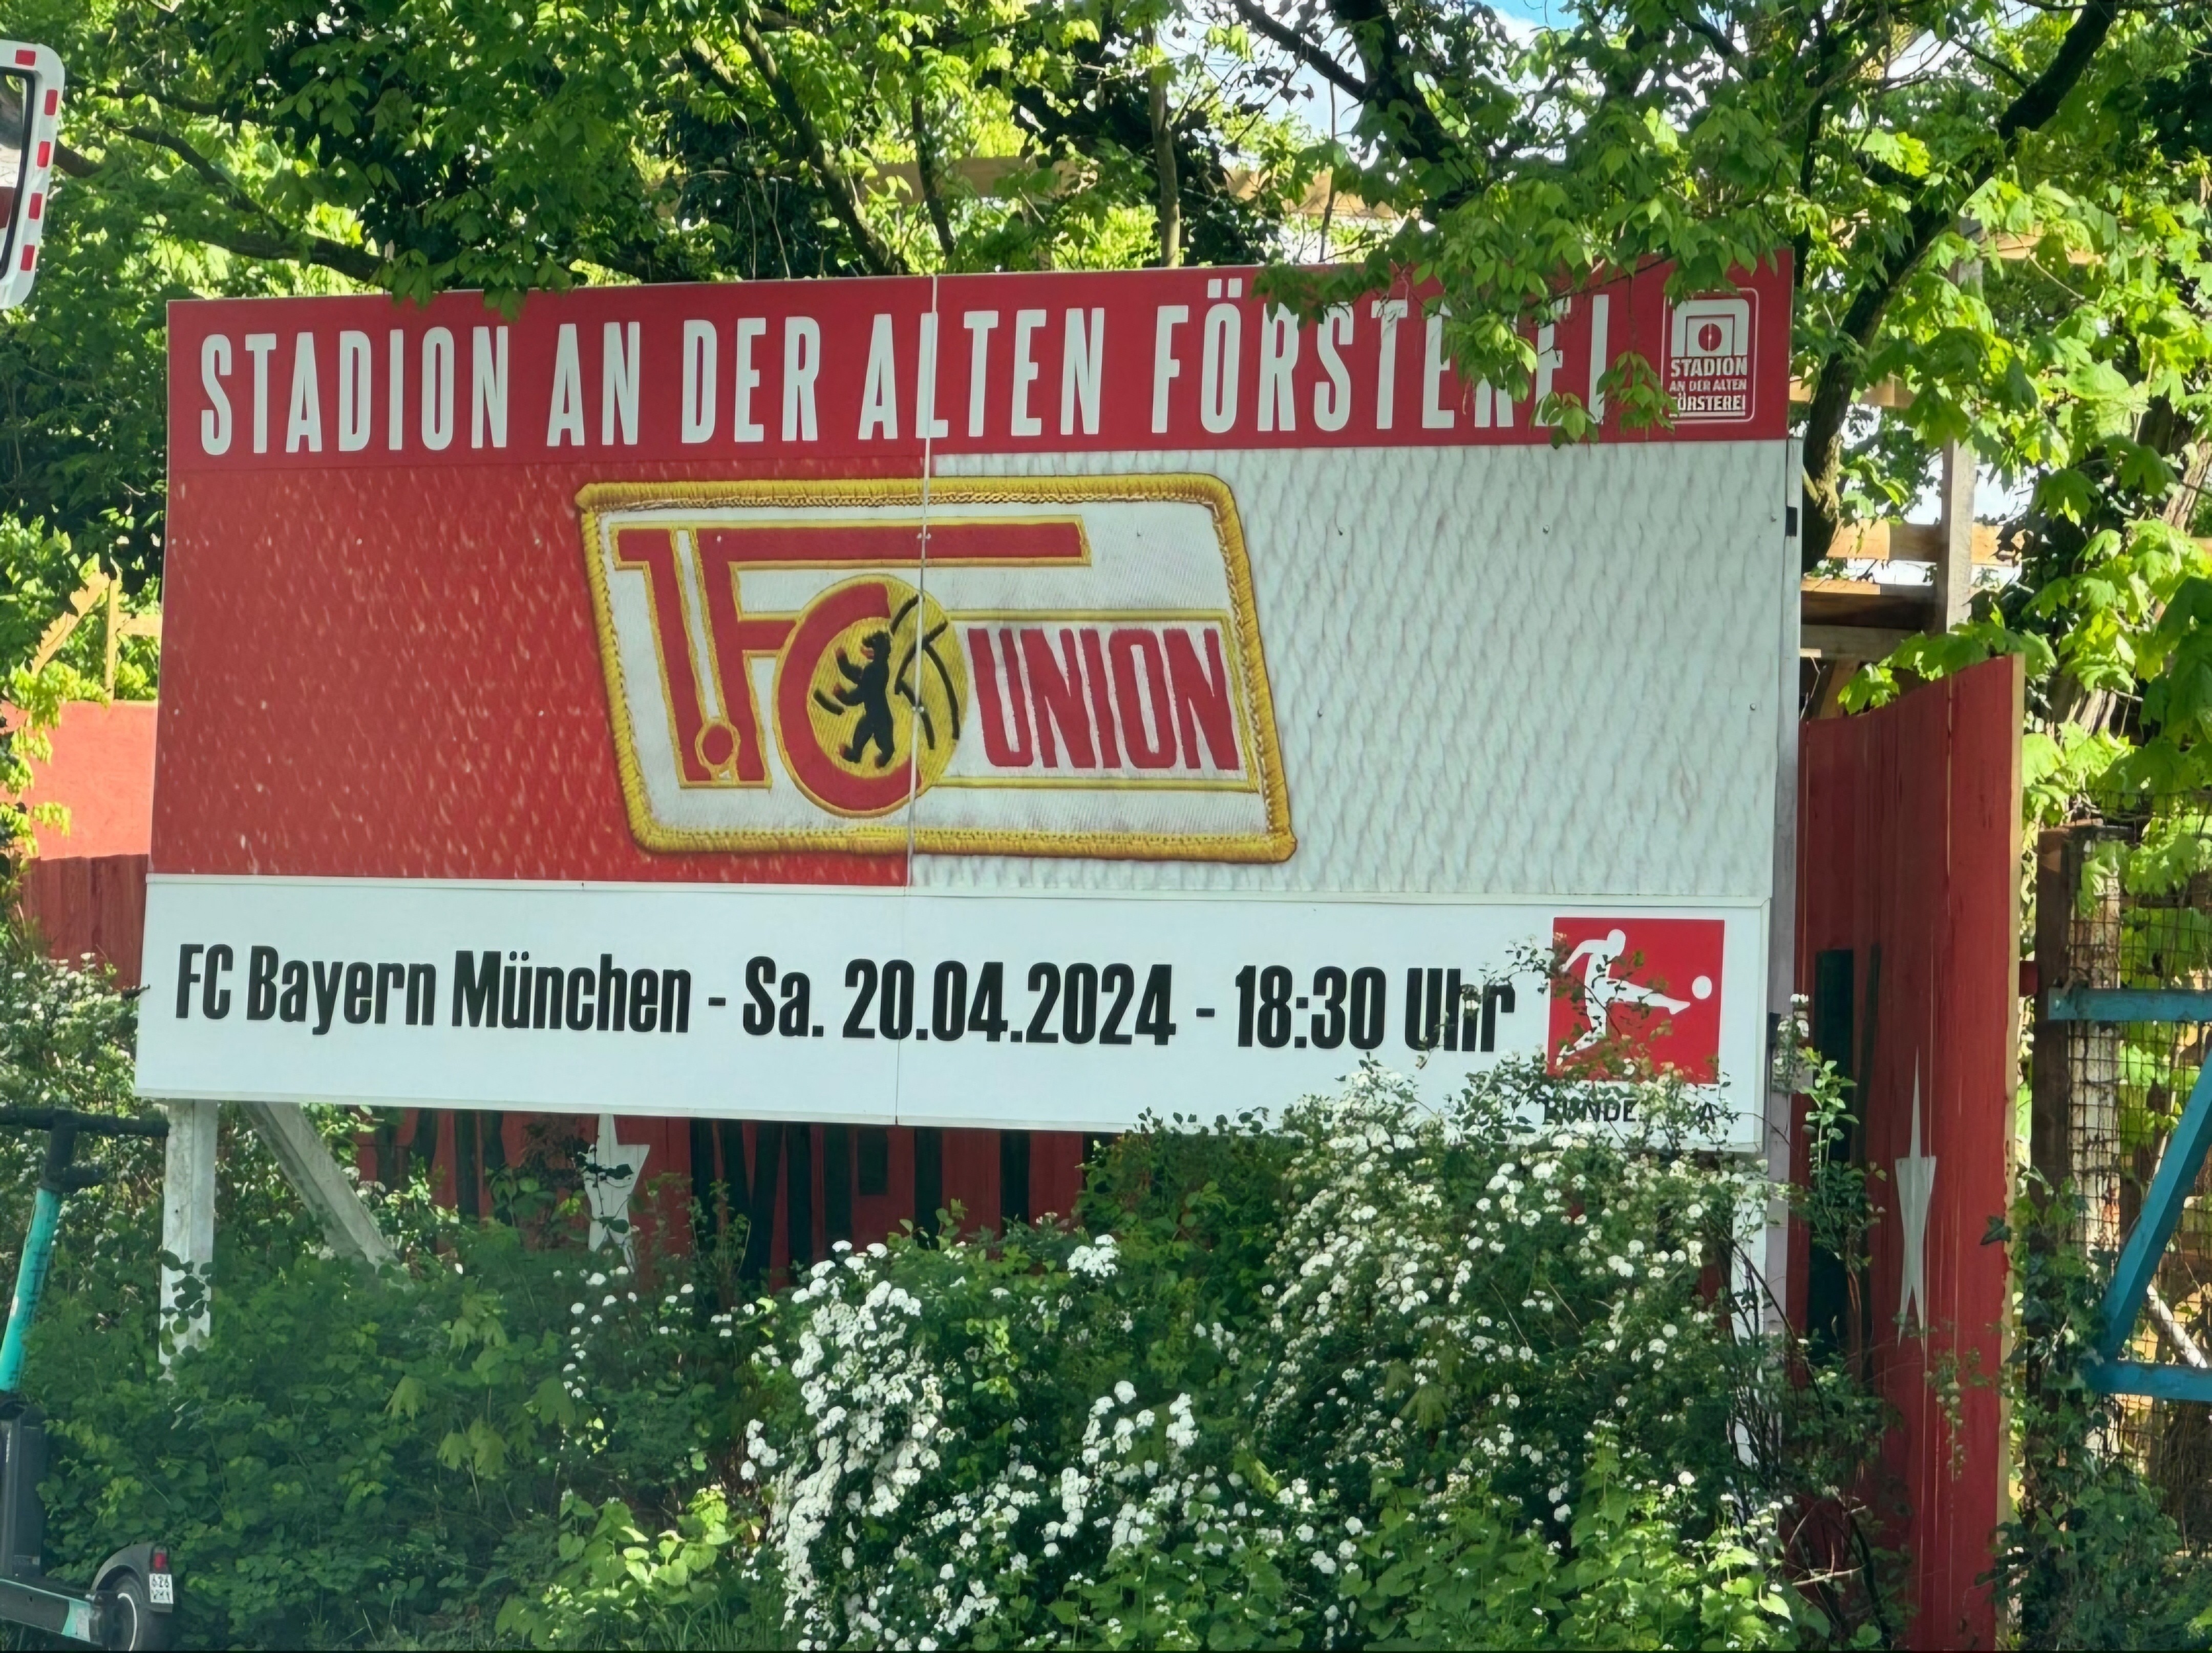 STADION AN DER ALTEN FÖRSTEREI
STADION
AN DER ALTEN
FÖRSTEREI
1.FC UNION
FC Bayern München - Sa. 20.04.2024 - 18:30 Uhr
BUNDESLIGA